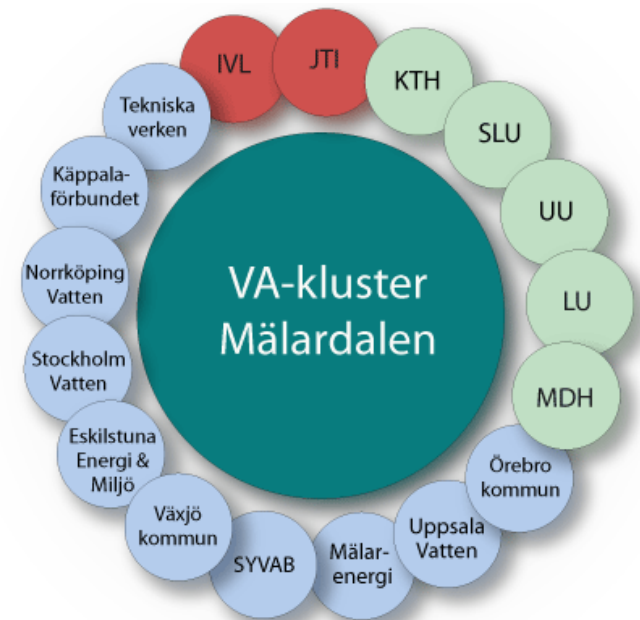 VA-kluster
Mälardalen
IVL
JTI
KTH
SLU
UU
LU
MDH
Örebro
kommun
Uppsala
Vatten
Mälar-
energi
SYVAB
Växjö
kommun
Eskilstuna
Energi &
Miljö
Stockholm
Vatten
Norrköping
Vatten
Käppala-
förbundet
Tekniska
verken